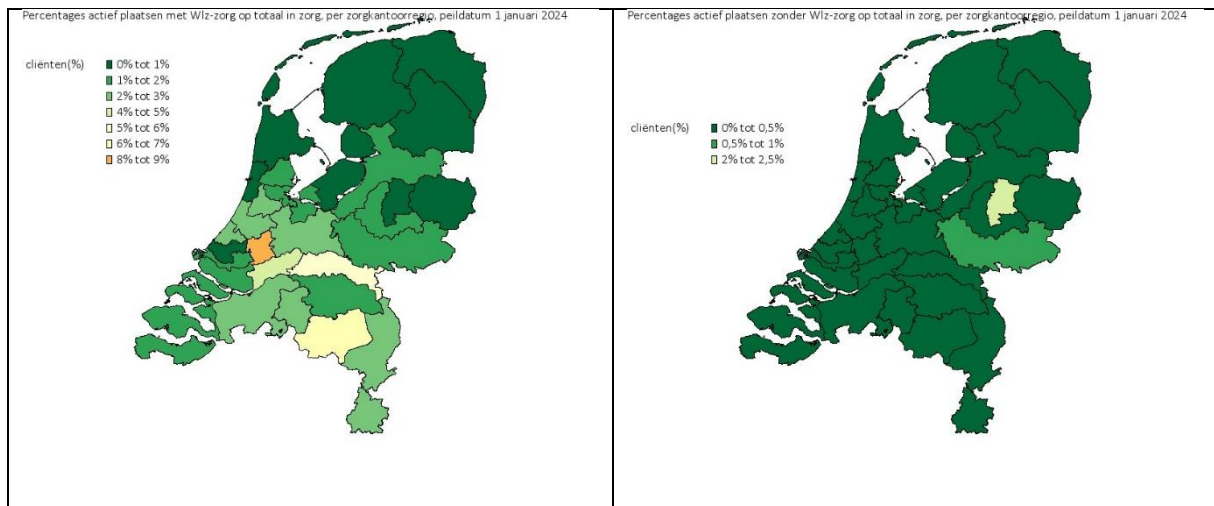 Percentages actief plaatsen met Wlz-zorg op totaal in zorg, per zorgkantoorregio, peildatum 1 januari 2024
cliënten(%)
0% tot 1%
1% tot 2%
2% tot 3%
4% tot 5%
5% tot 6%
6% tot 7%
8% tot 9%
Percentages actief plaatsen zonder Wlz-zorg op totaal in zorg, per zorgkantoorregio, peildatum 1 januari 2024
cliënten(%)
0% tot 0,5%
0,5% tot 1%
2% tot 2,5%